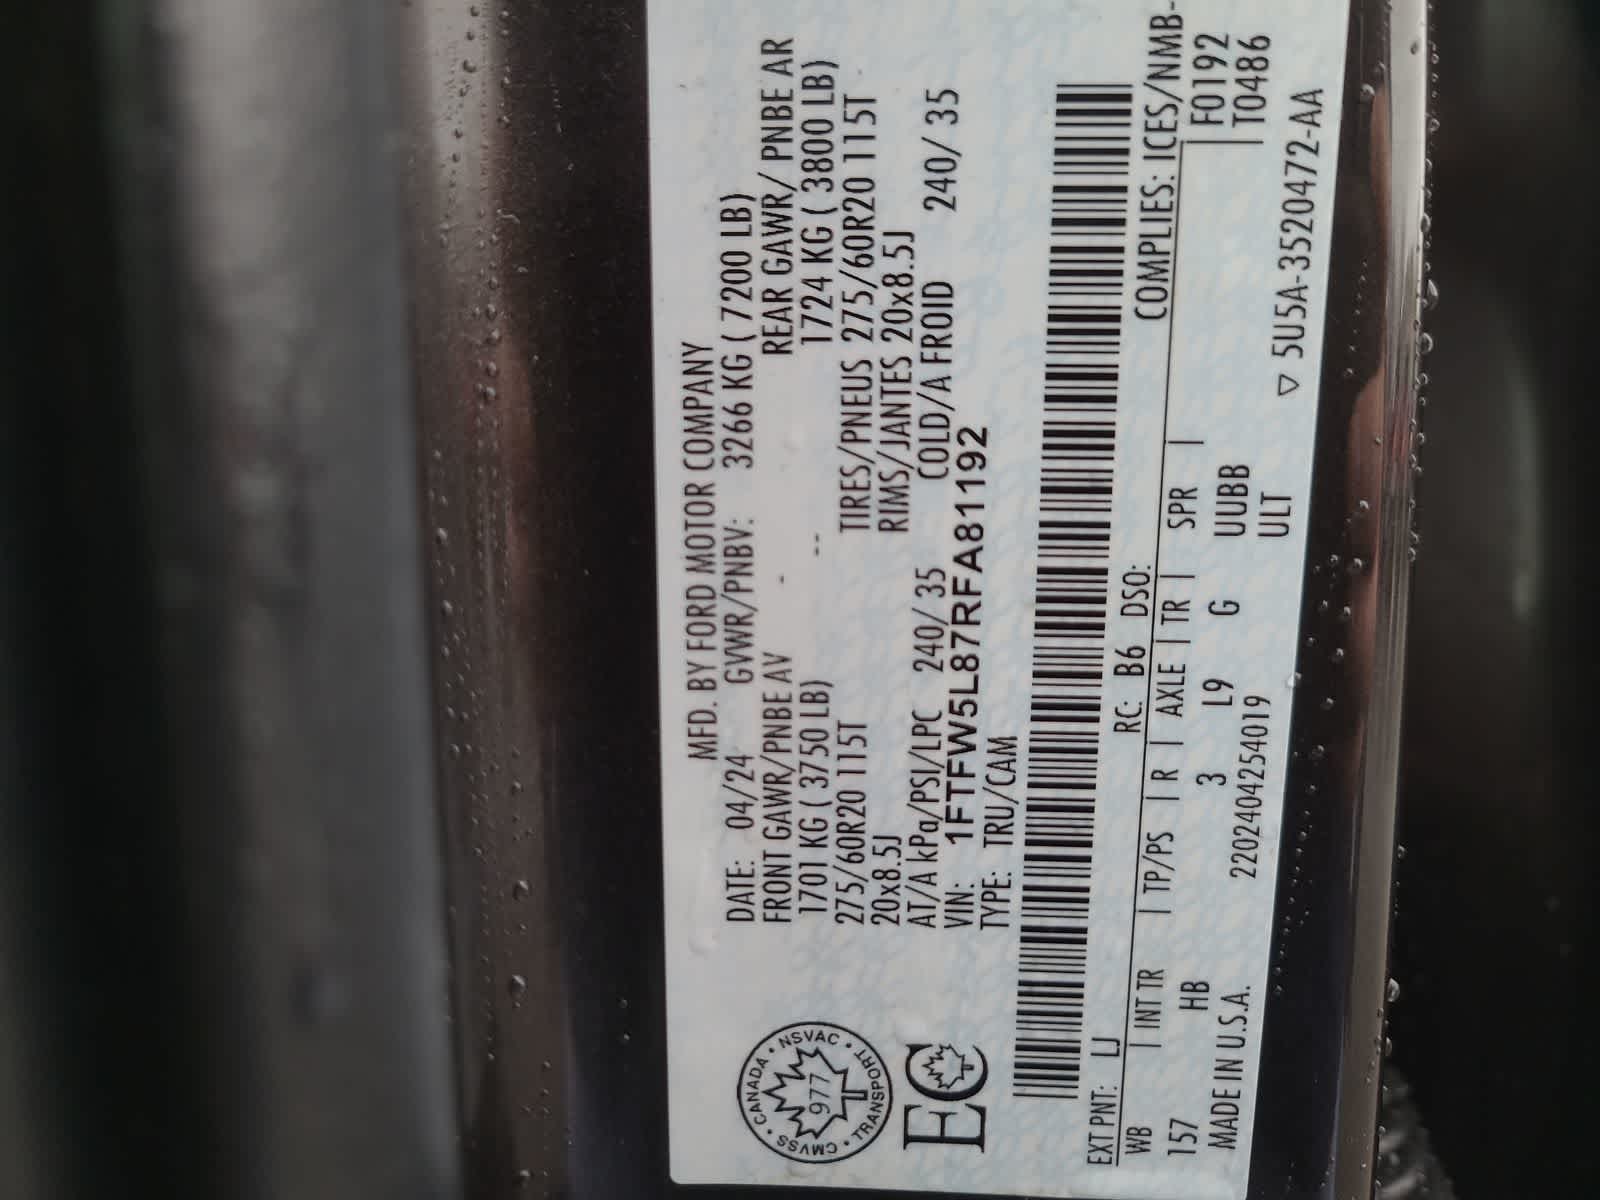 MFD. BY FORD MOTOR COMPANY
DATE: 04/24 GVWR/PNBV: 3266 KG ( 7200 LB)
FRONT GAWR/PNBE AV REAR GAWR/ PNBE AR
1701 KG ( 3750 LB) -- 1724 KG ( 3800 LB)
275/60R20 115T TIRES/PNEUS 275/60R20 115T
20x8.5J RIMS/JANTES 20x8.5J
AT/A kPa/PSI/LPC 240/ 35 COLD/A FROID 240/ 35
VIN: 1FTFW5L87RFA81192
TYPE: TRU/CAM
CANADA • NSVAC • TRANSPORT • CMVSS •
977
EC
RC: B6 DSO:
COMPLIES: ICES/NMB-
EXT PNT: LJ
WB | INT TR | TP/PS | R | AXLE | TR | SPR | F0192
157 HB 3 L9 G UUBB T0486
MADE IN U.S.A. 2202404254019 ULT
▽ 5U5A-3520472-AA